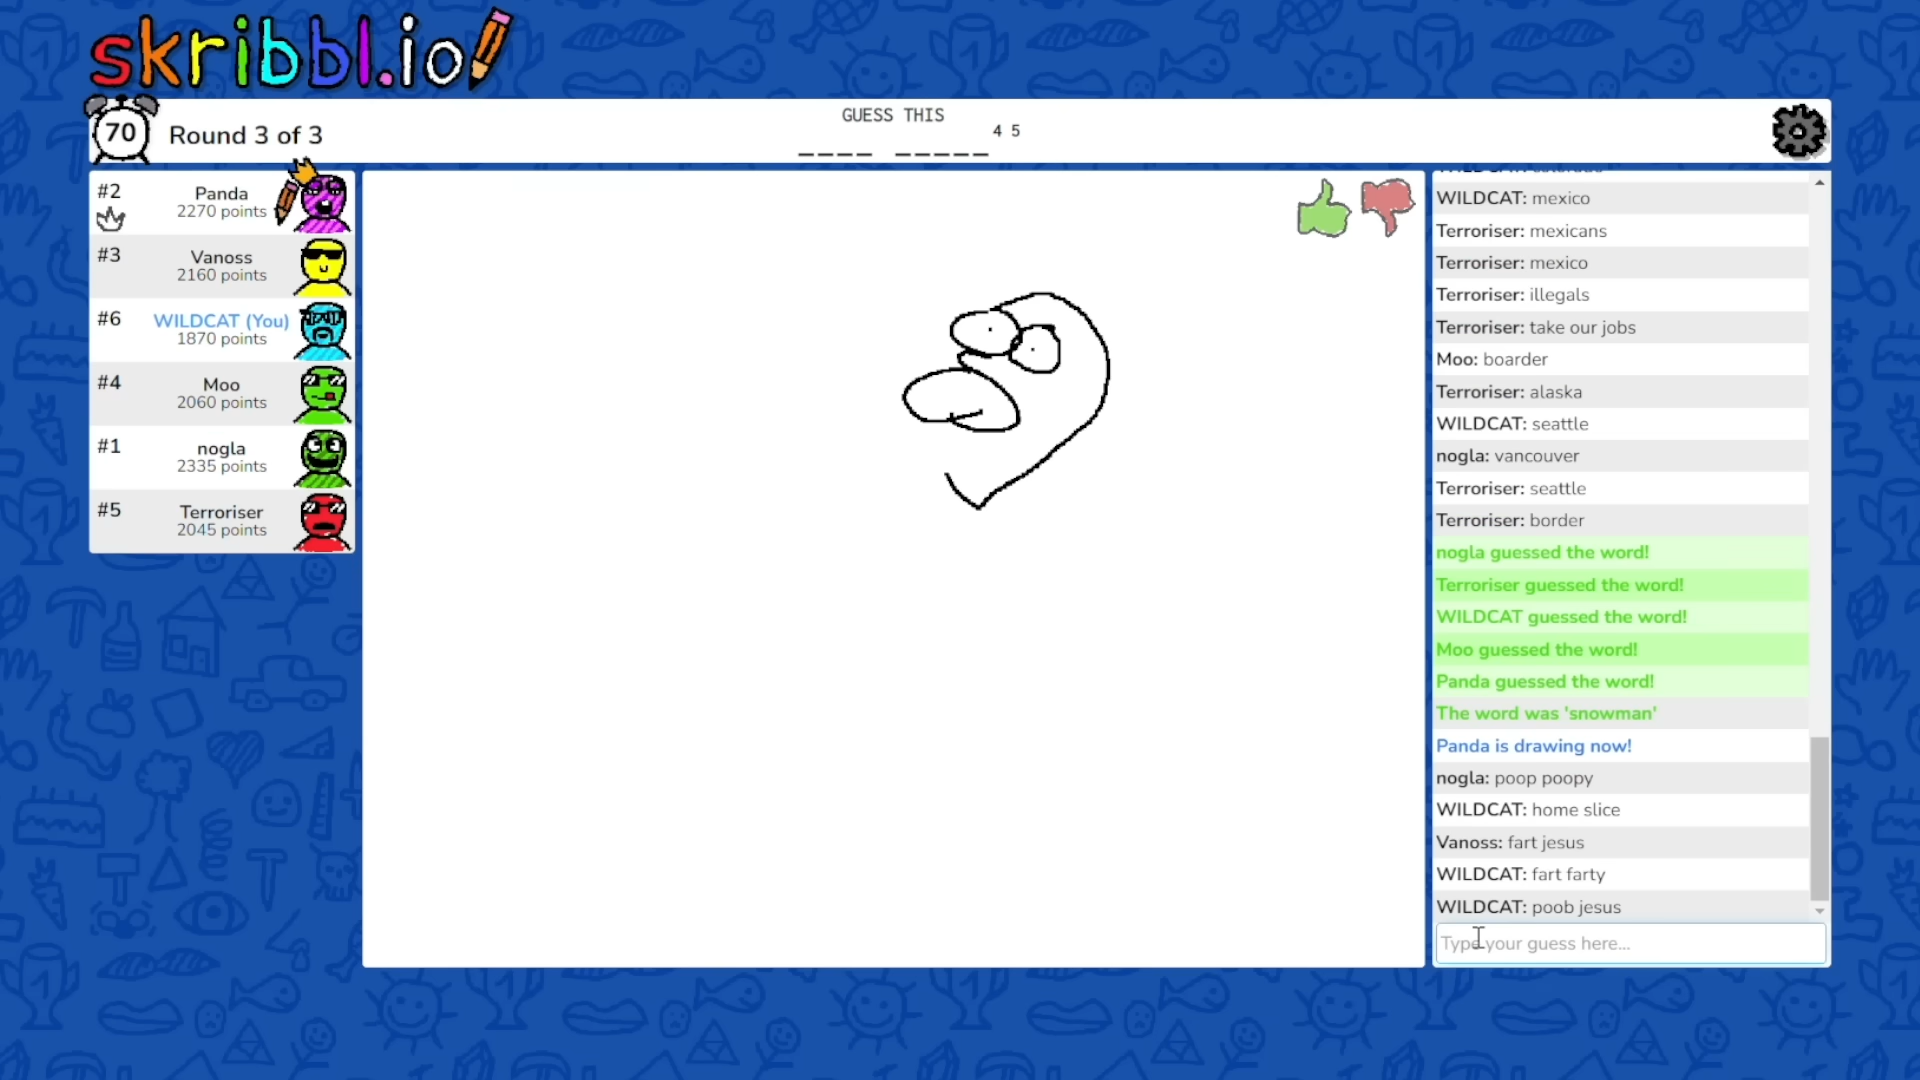 skribbl.io
GUESS THIS
70
Round 3 of 3
4 5
____ _____
#2
Panda
2270 points
#3
Vanoss
2160 points
#6
WILDCAT (You)
1870 points
#4
Moo
2060 points
#1
nogla
2335 points
#5
Terroriser
2045 points
WILDCAT: mexico
Terroriser: mexicans
Terroriser: mexico
Terroriser: illegals
Terroriser: take our jobs
Moo: boarder
Terroriser: alaska
WILDCAT: seattle
nogla: vancouver
Terroriser: seattle
Terroriser: border
nogla guessed the word!
Terroriser guessed the word!
WILDCAT guessed the word!
Moo guessed the word!
Panda guessed the word!
The word was 'snowman'
Panda is drawing now!
nogla: poop poopy
WILDCAT: home slice
Vanoss: fart jesus
WILDCAT: fart farty
WILDCAT: poob jesus
Type your guess here...